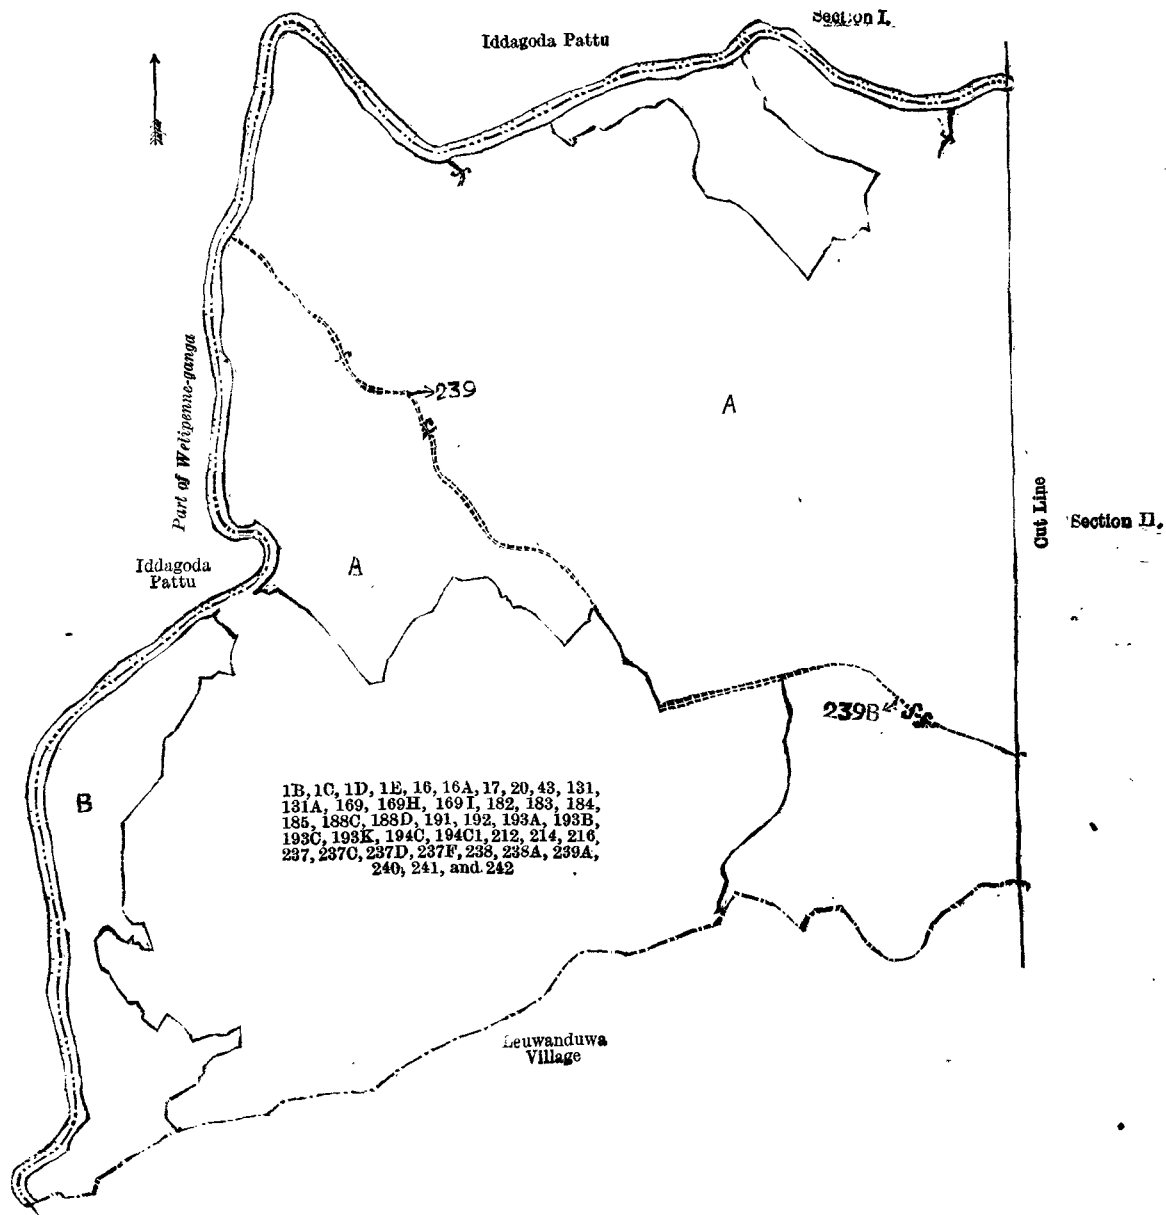 Section I.
Iddagoda Pattu
Part of Welipenne-ganga
239
A
Cut Line
Section II.
Iddagoda
Pattu
A
239B
B
1B, 1C, 1D, 1E, 16, 16A, 17, 20, 43, 131,
131A, 169, 169H, 169 I, 182, 183, 184,
185, 188C, 188D, 191, 192, 193A, 193B,
193C, 193K, 194C, 194C1, 212, 214, 216,
237, 237C, 237D, 237F, 238, 238A, 239A,
240, 241, and 242
Leuwanduwa
Village